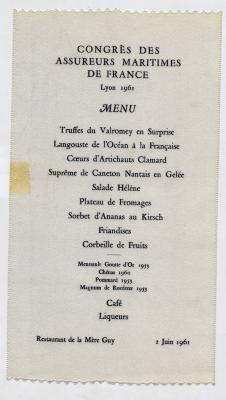 CONGRÈS DES
ASSUREURS MARITIMES
DE FRANCE
Lyon 1961
MENU
Truffes du Valromey en Surprise
Langouste de l'Océan à la Française
Cœurs d'Artichauts Clamard
Suprême de Caneton Nantais en Gelée
Salade Hélène
Plateau de Fromages
Sorbet d'Ananas au Kirsch
Friandises
Corbeille de Fruits
Meursault Goutte d'Or 1955
Chénas 1960
Pommard 1955
Magnum de Rœderer 1955
Café
Liqueurs
Restaurant de la Mère Guy 2 Juin 1961